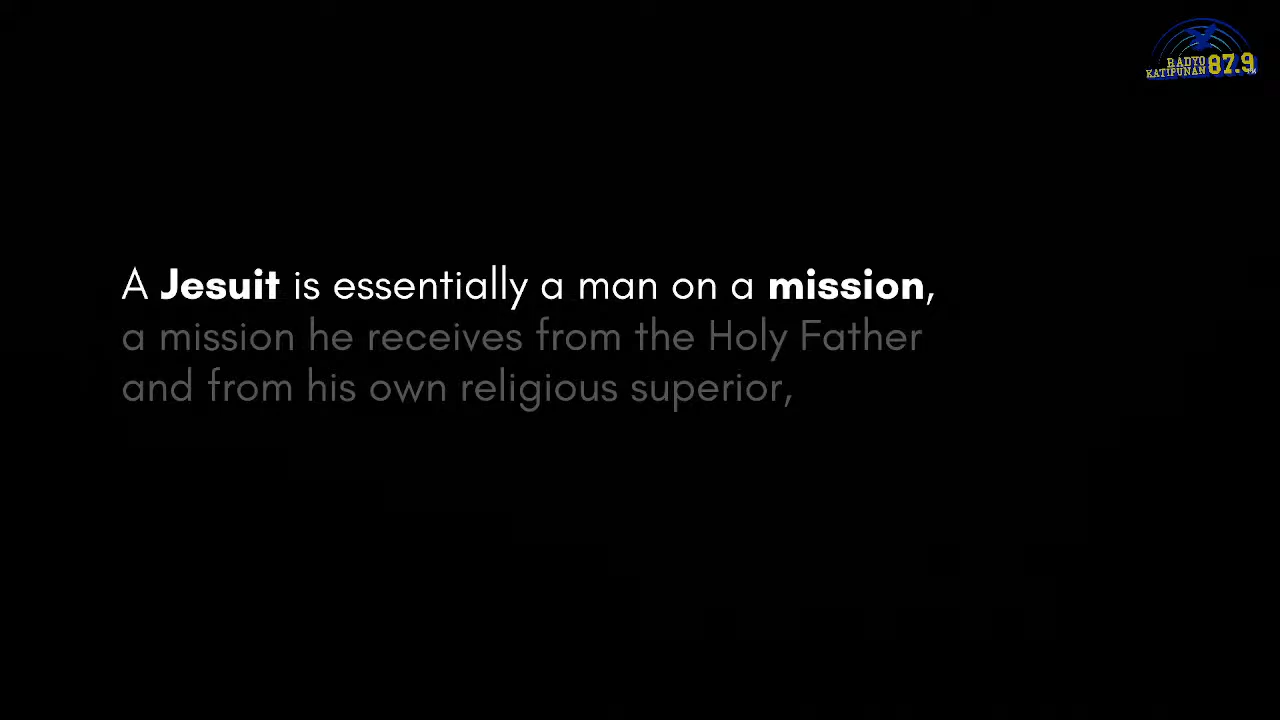 RADYO
KATIPUNAN 87.9
TM
A Jesuit is essentially a man on a mission,
a mission he receives from the Holy Father
and from his own religious superior,